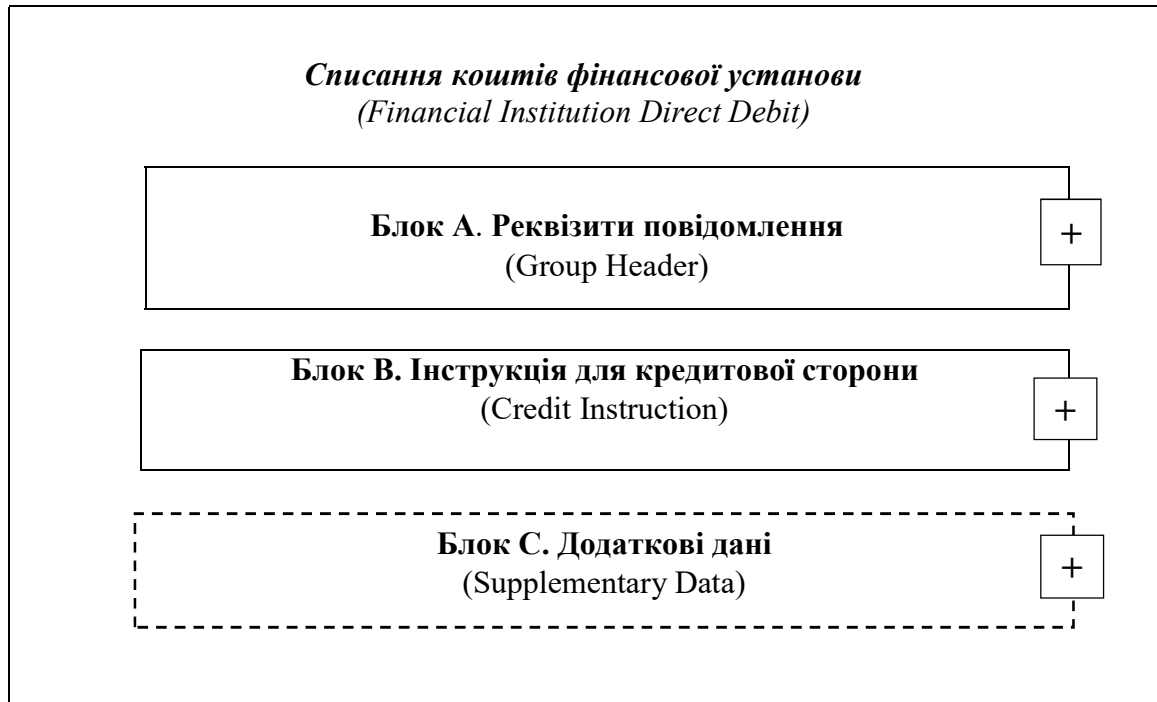 Списання коштів фінансової установи
(Financial Institution Direct Debit)
Блок А. Реквізити повідомлення
(Group Header)
+
Блок В. Інструкція для кредитової сторони
(Credit Instruction)
+
Блок С. Додаткові дані
(Supplementary Data)
+